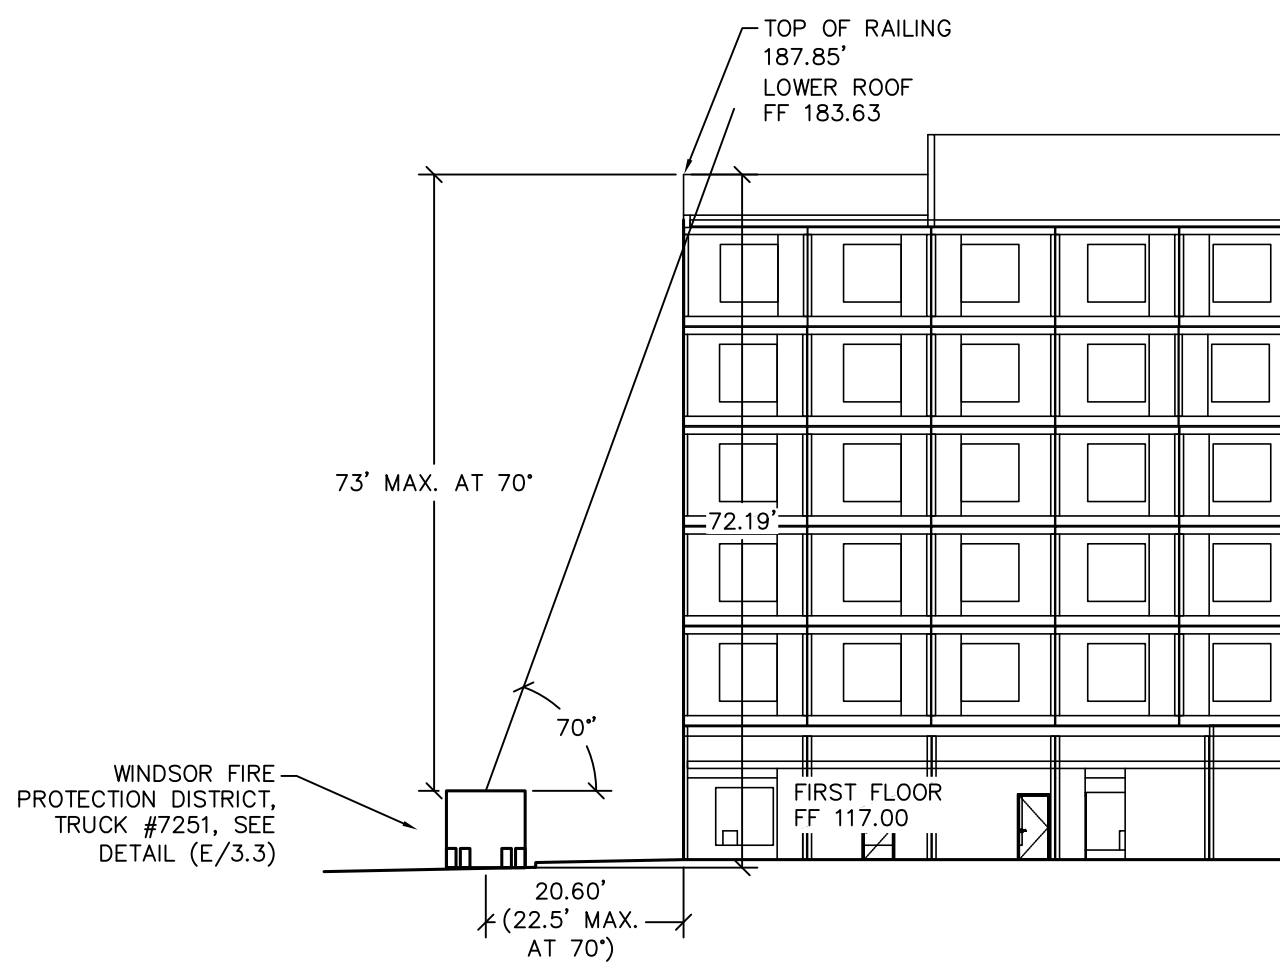 TOP OF RAILING
187.85'
LOWER ROOF
FF 183.63
73' MAX. AT 70°
72.19'
70°'
WINDSOR FIRE
PROTECTION DISTRICT,
TRUCK #7251, SEE
DETAIL (E/3.3)
FIRST FLOOR
FF 117.00
20.60'
(22.5' MAX.
AT 70°)